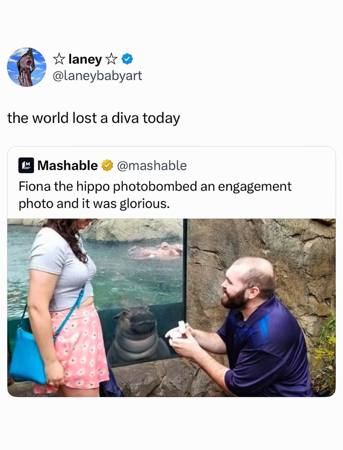 ☆ laney ☆
@laneybabyart
the world lost a diva today
Mashable @mashable
Fiona the hippo photobombed an engagement
photo and it was glorious.